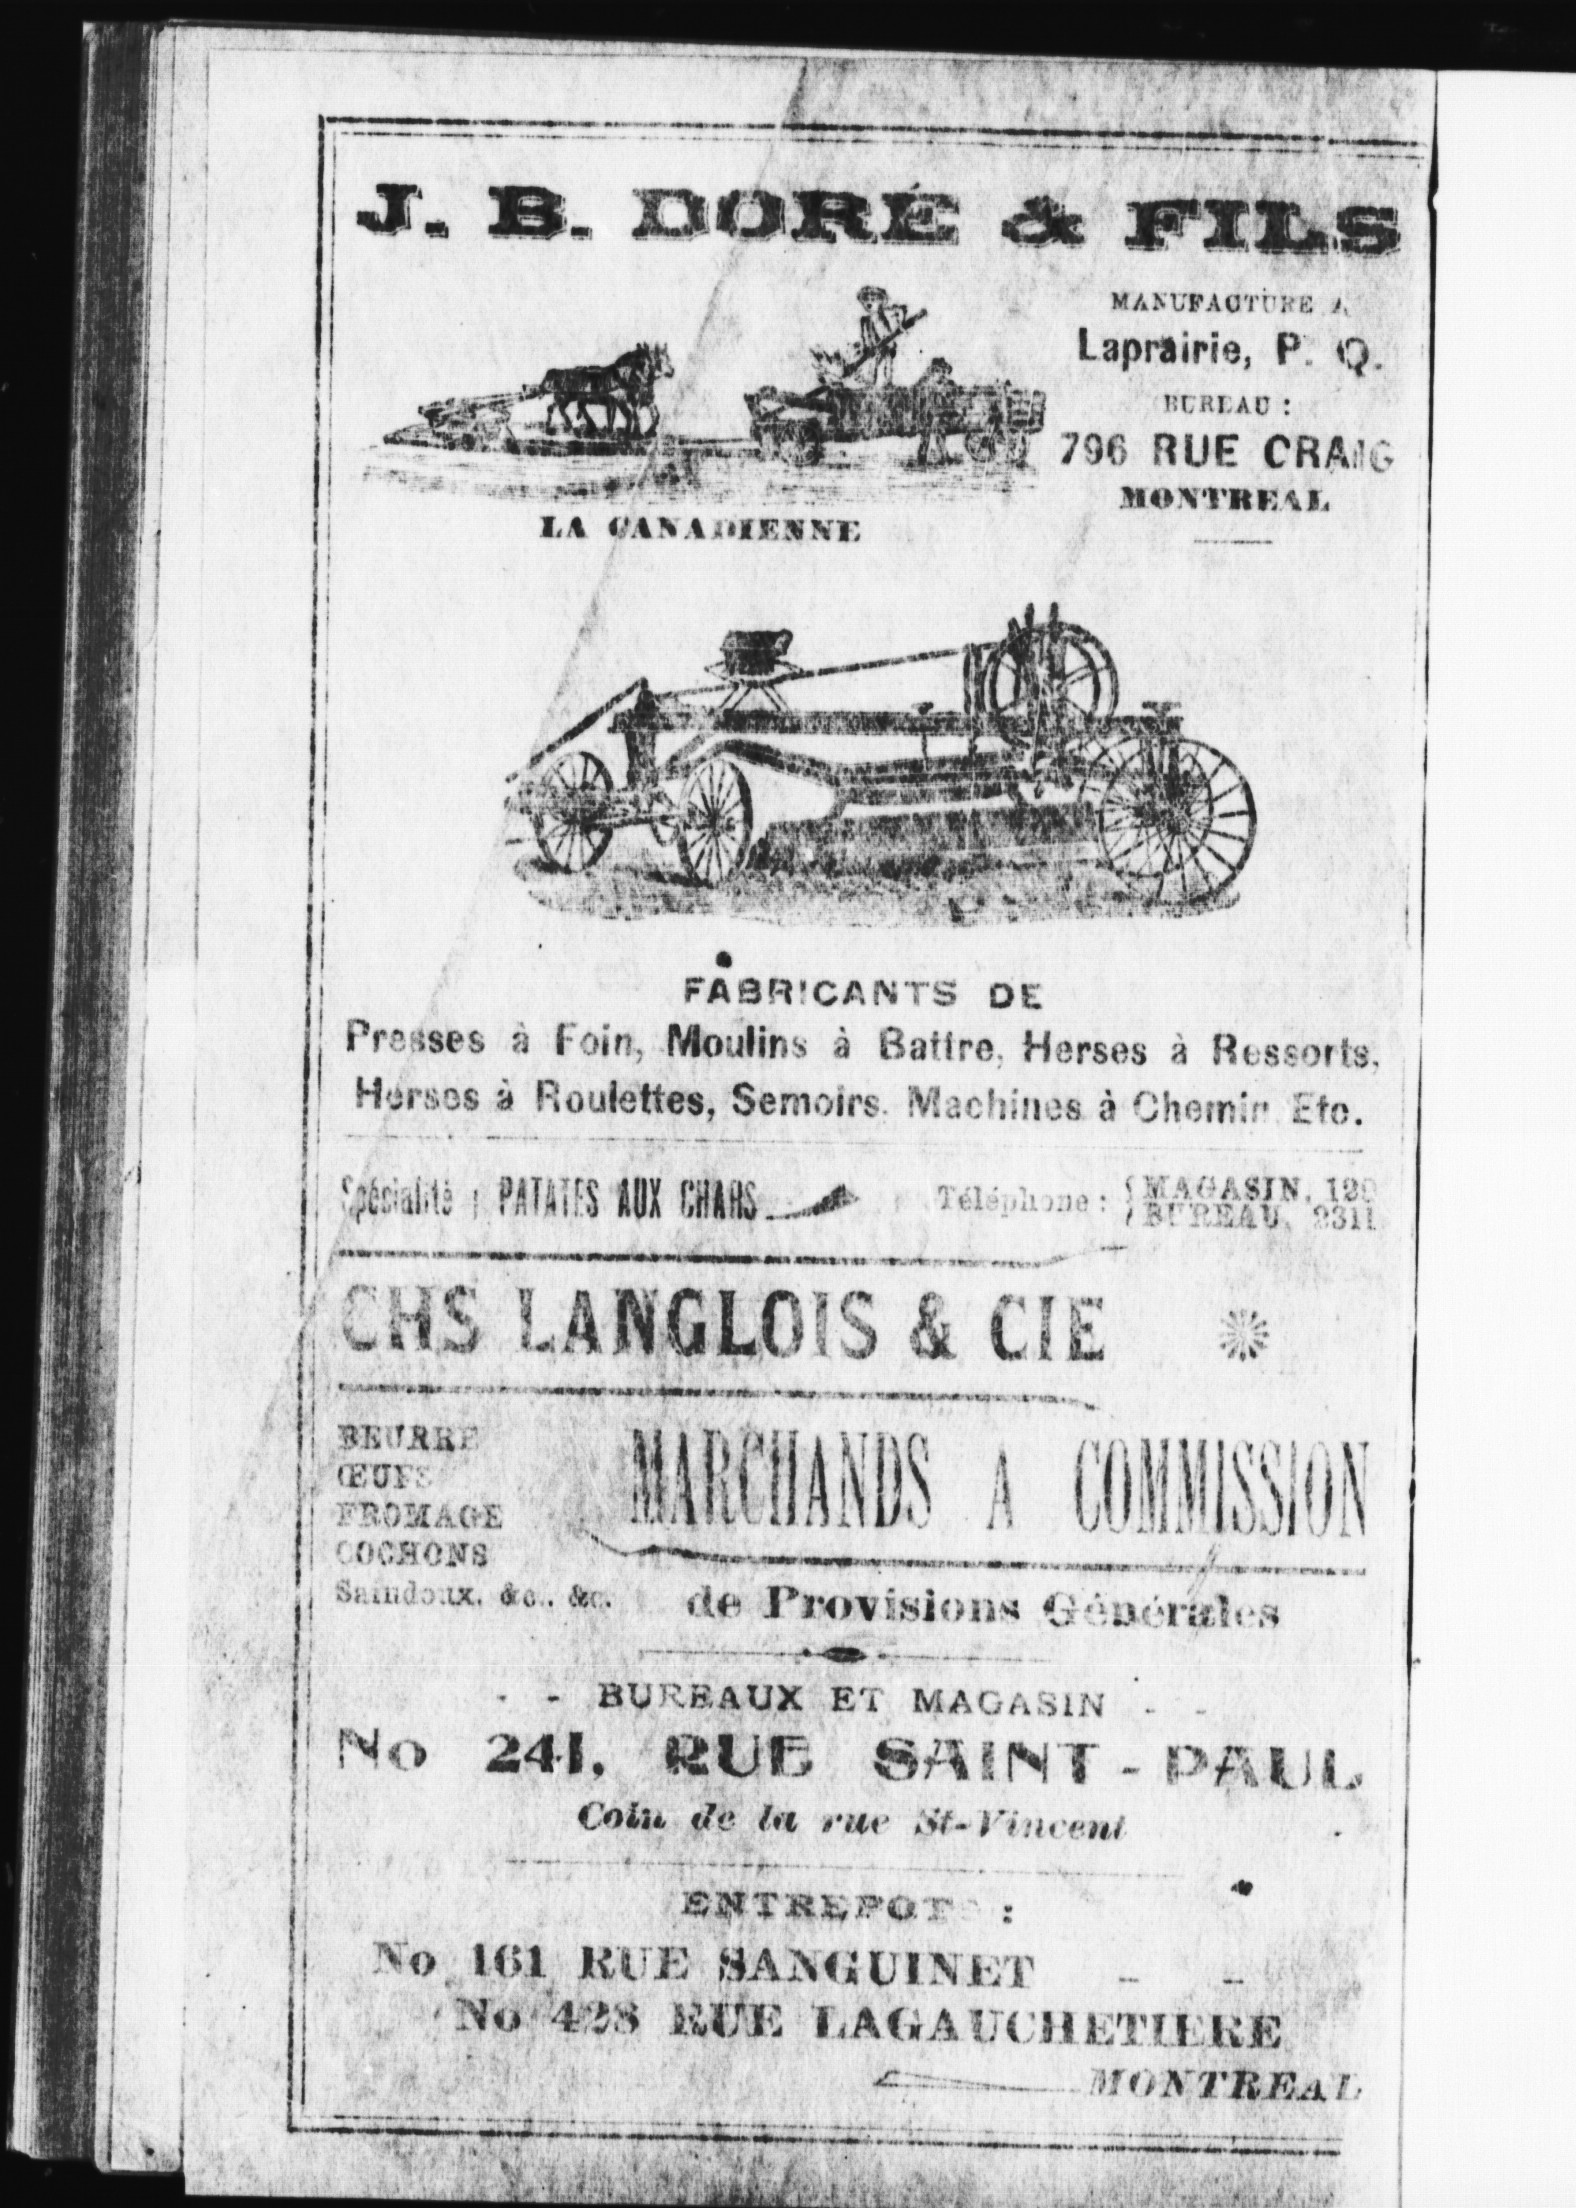 J. B. DORÉ & FILS
MANUFACTURE A
Laprairie, P. Q.
BUREAU :
796 RUE CRAIG
MONTREAL
LA CANADIENNE
FABRICANTS DE
Presses à Foin, Moulins à Battre, Herses à Ressorts,
Herses à Roulettes, Semoirs. Machines à Chemin Etc.
Spécialité : PATATES AUX CHARS
Téléphone : { MAGASIN,
BUREAU, 2311
CHS LANGLOIS & CIE
BEURRE
ŒUFS
FROMAGE
COCHONS
Saindoux, &c., &c.
MARCHANDS A COMMISSION
de Provisions Générales
- - BUREAUX ET MAGASIN - -
No 241, RUE SAINT-PAUL
Coin de la rue St-Vincent
ENTREPOTS :
No 161 RUE SANGUINET - -
No 428 RUE LAGAUCHETIERE
MONTREAL